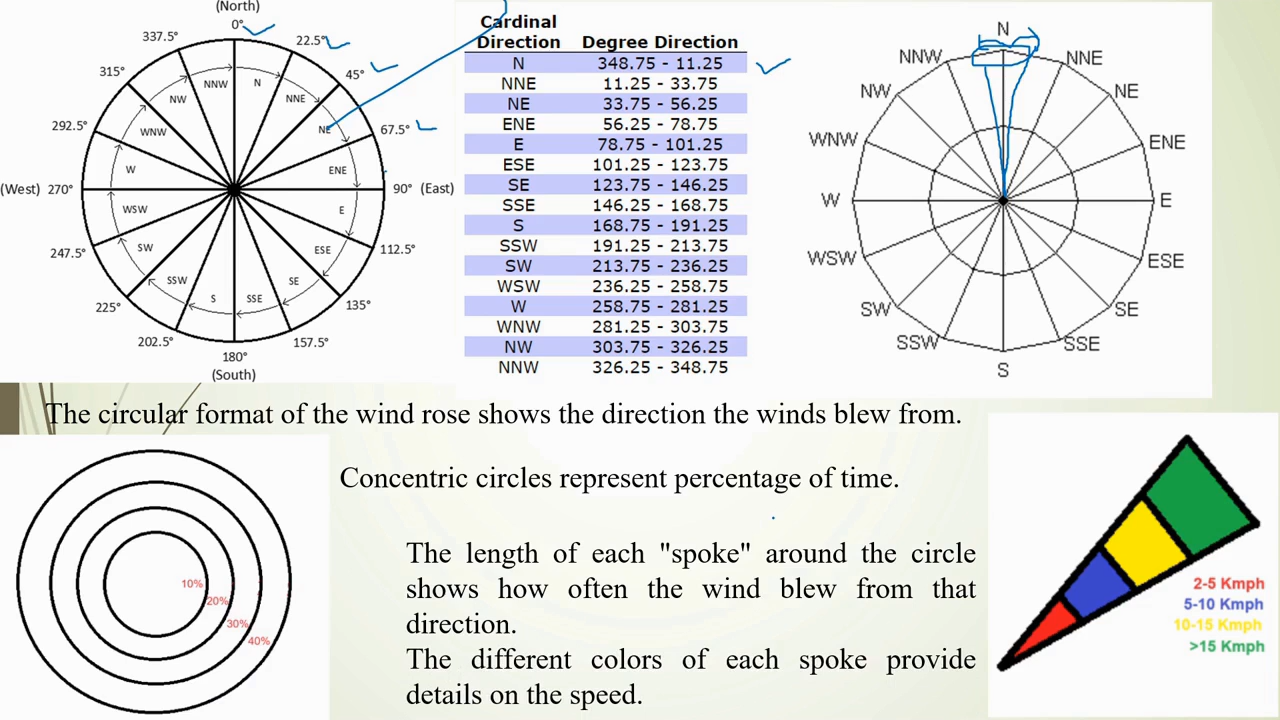 (North)
0°
22.5°
45°
67.5°
90° (East)
112.5°
135°
157.5°
180°
(South)
202.5°
225°
247.5°
(West) 270°
292.5°
315°
337.5°
N
NNE
NE
ENE
E
ESE
SE
SSE
S
SSW
SW
WSW
W
WNW
NW
NNW
Cardinal
Direction Degree Direction
N 348.75 - 11.25
NNE 11.25 - 33.75
NE 33.75 - 56.25
ENE 56.25 - 78.75
E 78.75 - 101.25
ESE 101.25 - 123.75
SE 123.75 - 146.25
SSE 146.25 - 168.75
S 168.75 - 191.25
SSW 191.25 - 213.75
SW 213.75 - 236.25
WSW 236.25 - 258.75
W 258.75 - 281.25
WNW 281.25 - 303.75
NW 303.75 - 326.25
NNW 326.25 - 348.75
N
NNE
NE
ENE
E
ESE
SE
SSE
S
SSW
SW
WSW
W
WNW
NW
NNW
The circular format of the wind rose shows the direction the winds blew from.
Concentric circles represent percentage of time.
10%
20%
30%
40%
The length of each "spoke" around the circle
shows how often the wind blew from that
direction.
The different colors of each spoke provide
details on the speed.
2-5 Kmph
5-10 Kmph
10-15 Kmph
>15 Kmph